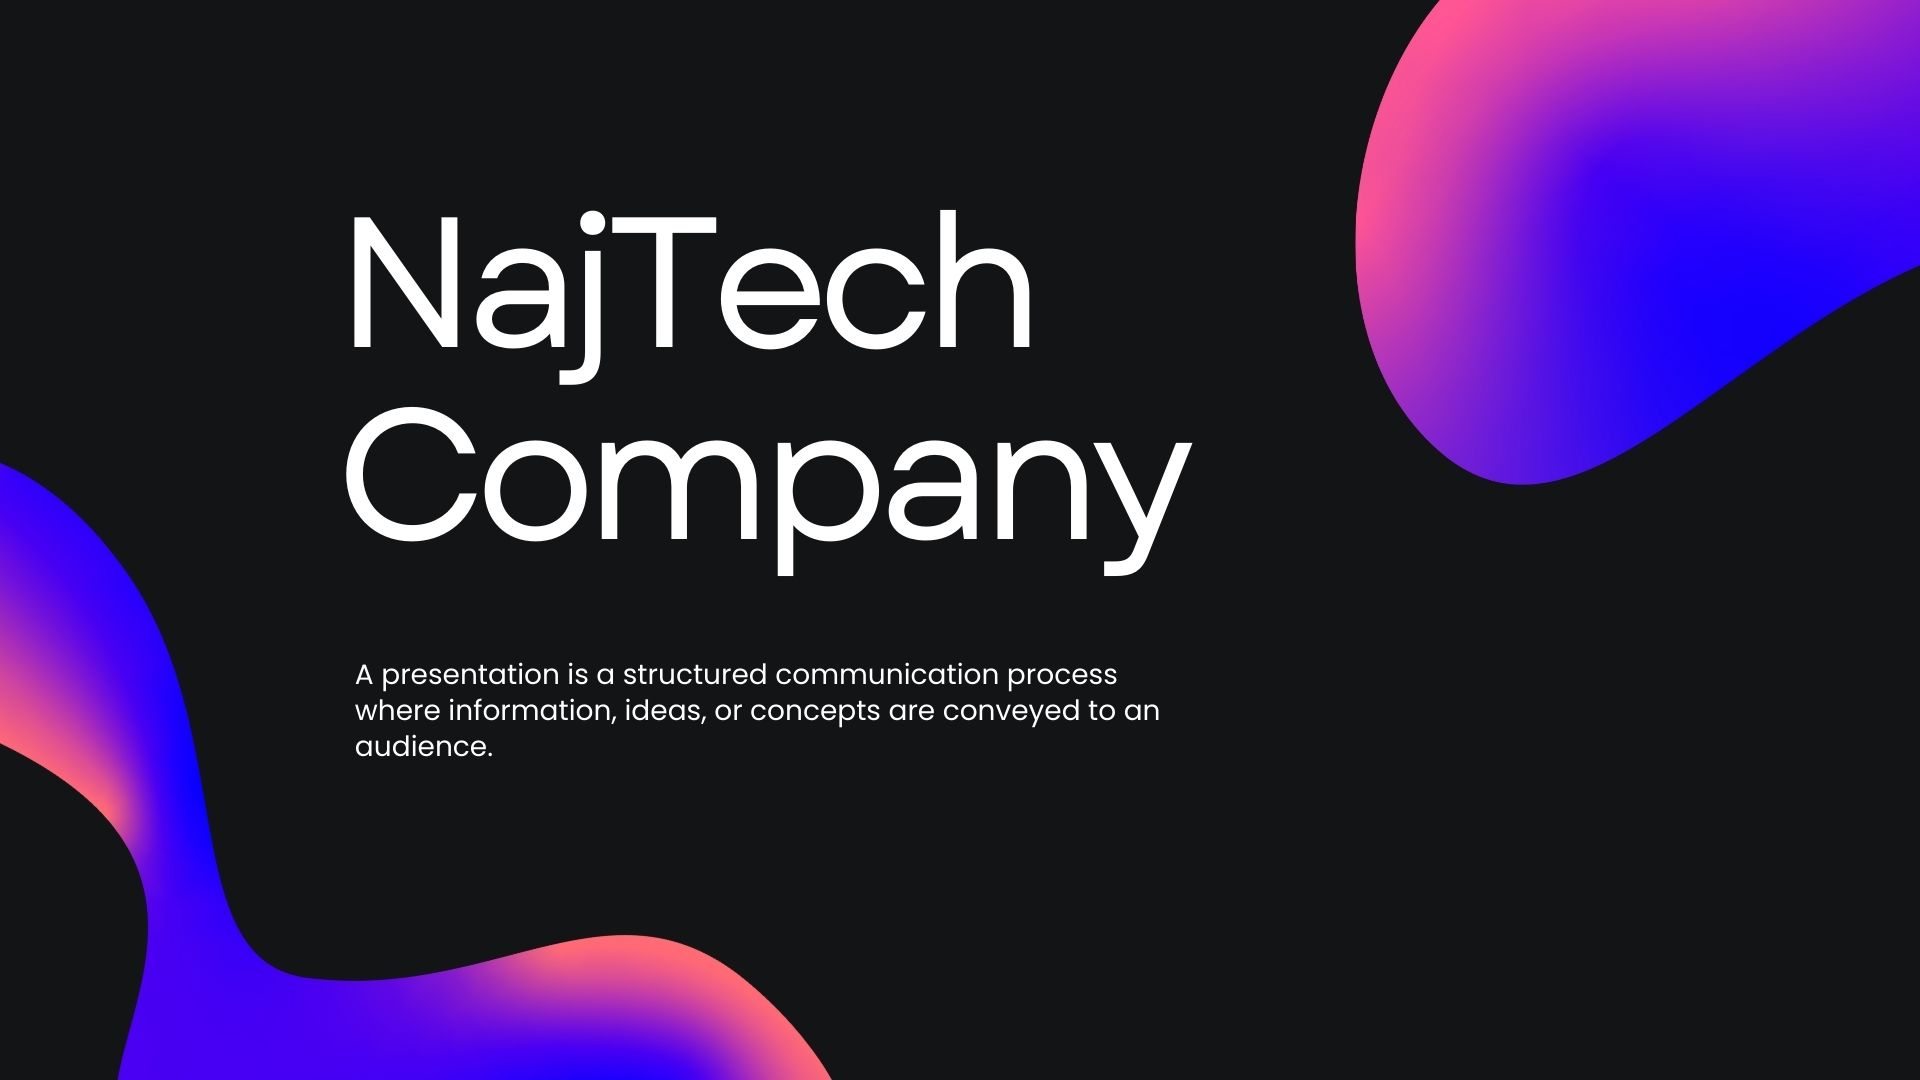 NajTech
Company
A presentation is a structured communication process
where information, ideas, or concepts are conveyed to an
audience.